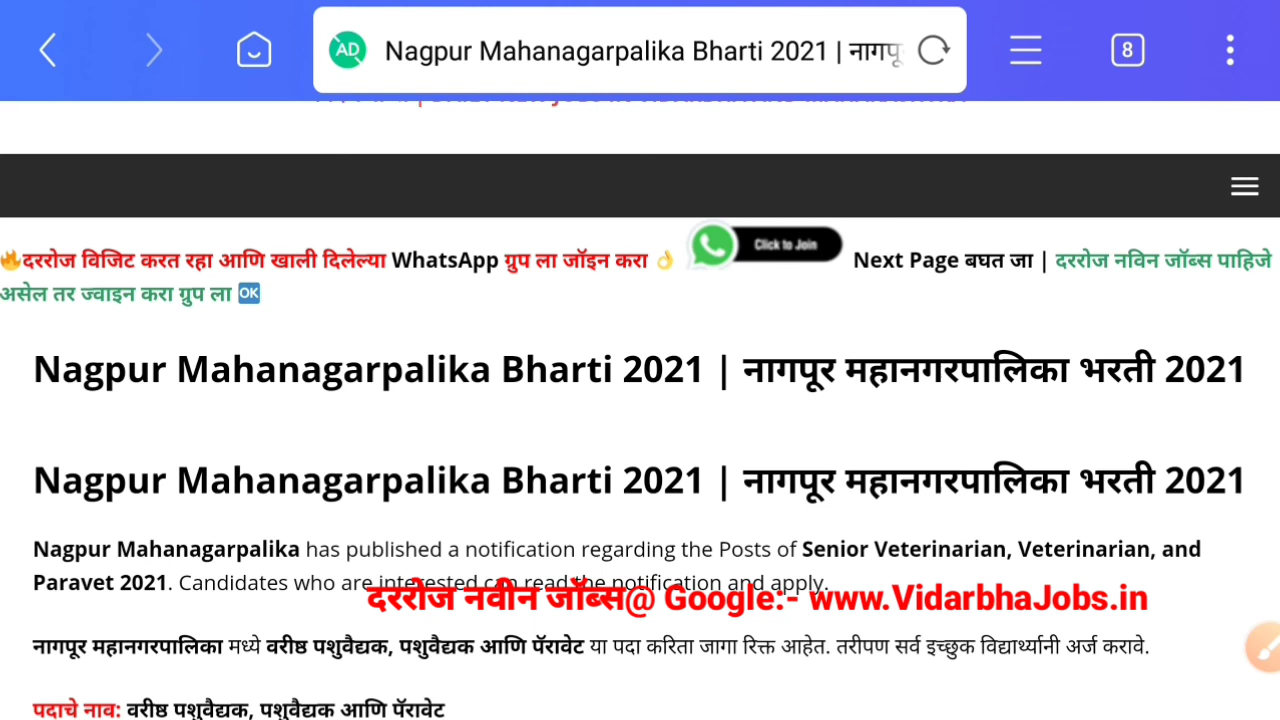 AD Nagpur Mahanagarpalika Bharti 2021 | नागपू 8
🔥दररोज विजिट करत रहा आणि खाली दिलेल्या WhatsApp ग्रुप ला जॉइन करा 👌 Click to Join Next Page बघत जा | दररोज नविन जॉब्स पाहिजे
असेल तर ज्वाइन करा ग्रुप ला 🆗
Nagpur Mahanagarpalika Bharti 2021 | नागपूर महानगरपालिका भरती 2021
Nagpur Mahanagarpalika Bharti 2021 | नागपूर महानगरपालिका भरती 2021
Nagpur Mahanagarpalika has published a notification regarding the Posts of Senior Veterinarian, Veterinarian, and
Paravet 2021. Candidates who are interested can read the notification and apply.
दररोज नवीन जॉब्स@ Google:- www.VidarbhaJobs.in
नागपूर महानगरपालिका मध्ये वरीष्ठ पशुवैद्यक, पशुवैद्यक आणि पॅरावेट या पदा करिता जागा रिक्त आहेत. तरीपण सर्व इच्छुक विद्यार्थ्यांनी अर्ज करावे.
पदाचे नाव: वरीष्ठ पशुवैद्यक, पशुवैद्यक आणि पॅरावेट